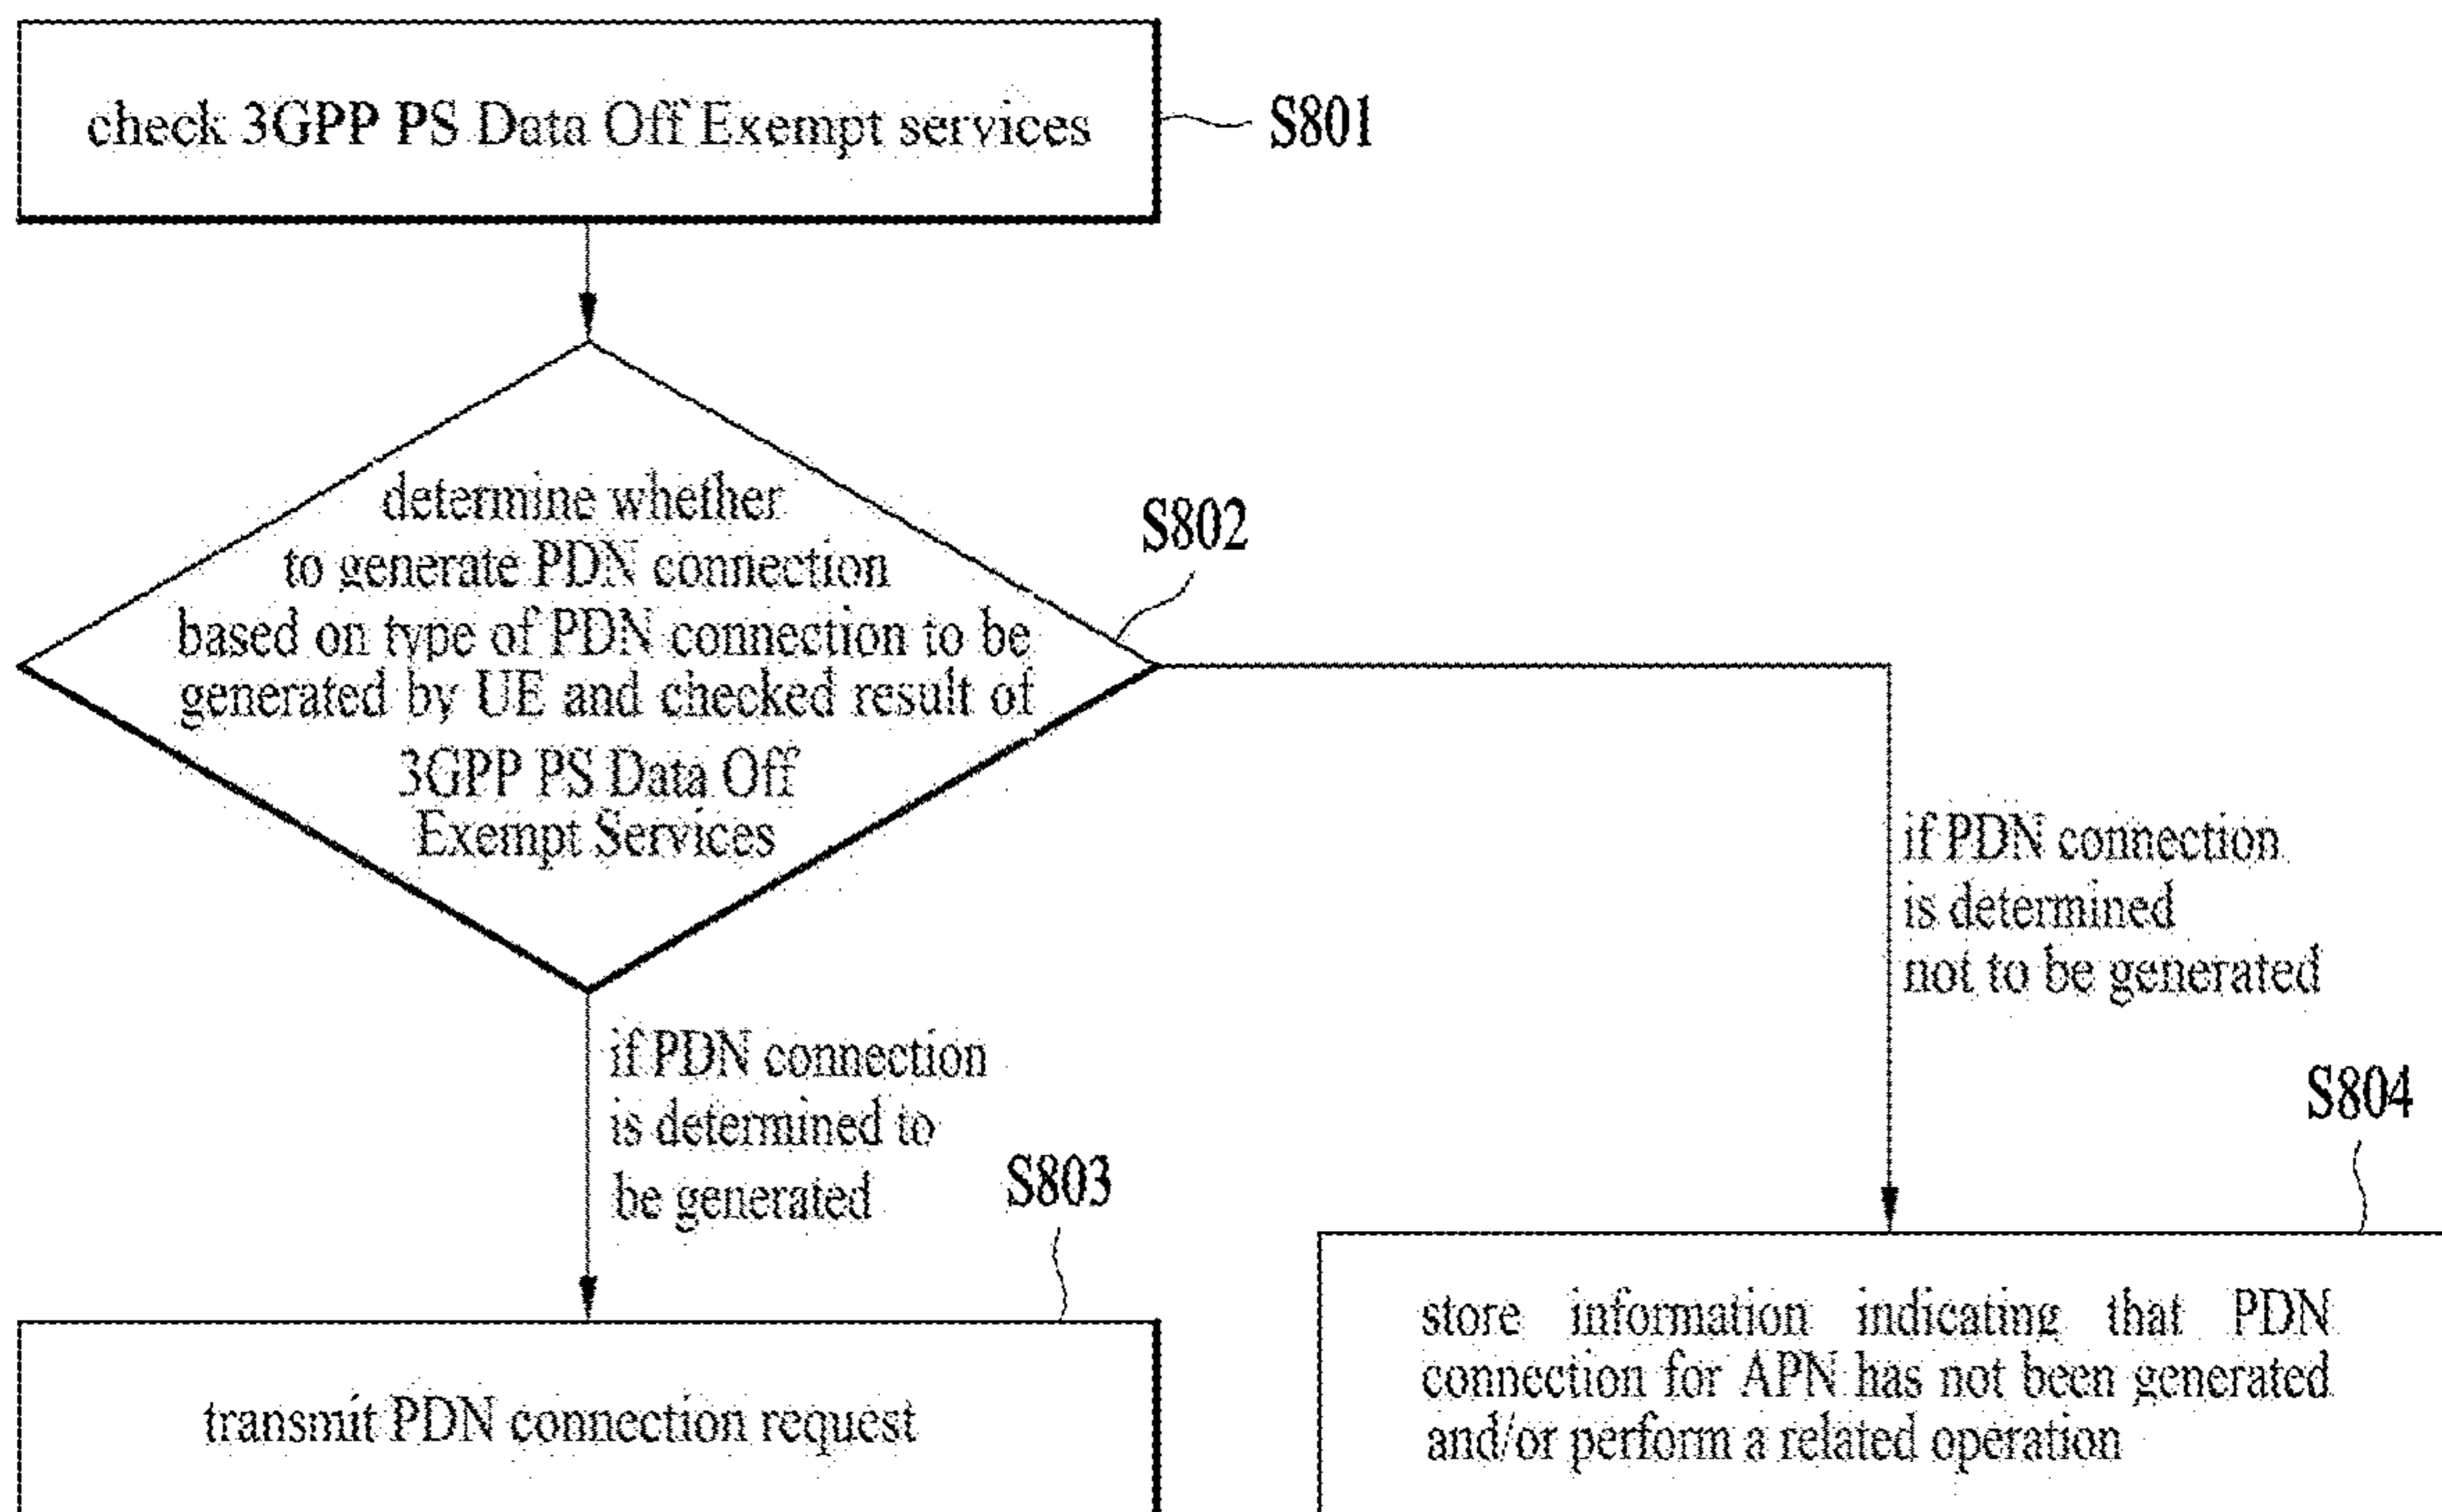 check 3GPP PS Data Off Exempt services
S801
determine whether
to generate PDN connection
based on type of PDN connection to be
generated by UE and checked result of
3GPP PS Data Off
Exempt Services
S802
if PDN connection
is determined
not to be generated
if PDN connection
is determined to
be generated
S803
S804
transmit PDN connection request
store information indicating that PDN
connection for APN has not been generated
and/or perform a related operation